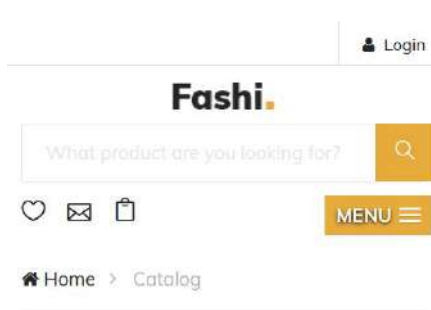 Login
Fashi.
What product are you looking for?
MENU
Home > Catalog